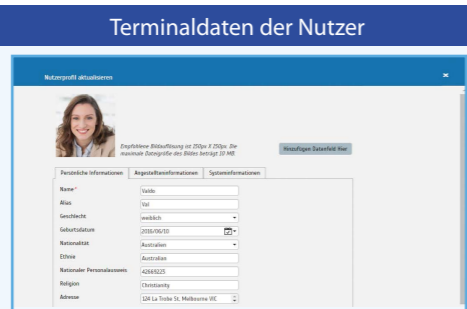 Terminaldaten der Nutzer
Nutzerprofil aktualisieren
Empfohlene Bildauflösung ist 250px X 250px Die
maximale Dateigröße des Bildes beträgt 10 MB
Hinzufügen Datenfeld Hier
Persönliche Informationen Angestellteninformationen Systeminformationen
Name* Valdo
Alias Val
Geschlecht weiblich
Geburtsdatum 2016/06/10
Nationalität Australien
Ethnie Australian
Nationaler Personalausweis 42669225
Religion Christianity
Adresse 124 La Trobe St, Melbourne VIC